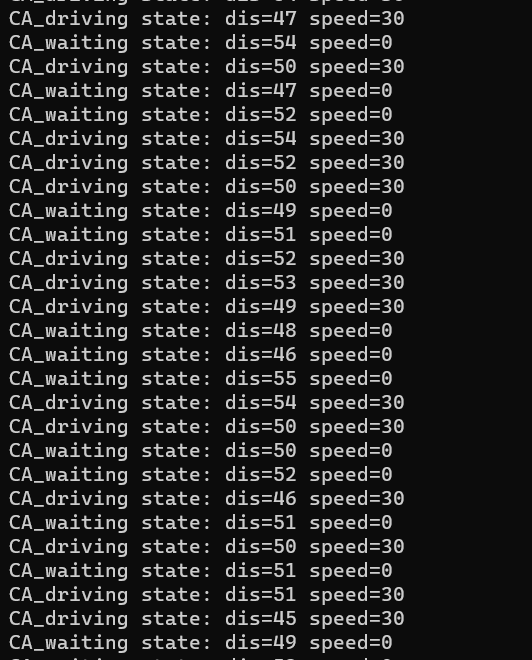 CA_driving state: dis=47 speed=30
CA_waiting state: dis=54 speed=0
CA_driving state: dis=50 speed=30
CA_waiting state: dis=47 speed=0
CA_waiting state: dis=52 speed=0
CA_driving state: dis=54 speed=30
CA_driving state: dis=52 speed=30
CA_driving state: dis=50 speed=30
CA_waiting state: dis=49 speed=0
CA_waiting state: dis=51 speed=0
CA_driving state: dis=52 speed=30
CA_driving state: dis=53 speed=30
CA_driving state: dis=49 speed=30
CA_waiting state: dis=48 speed=0
CA_waiting state: dis=46 speed=0
CA_waiting state: dis=55 speed=0
CA_driving state: dis=54 speed=30
CA_driving state: dis=50 speed=30
CA_waiting state: dis=50 speed=0
CA_waiting state: dis=52 speed=0
CA_driving state: dis=46 speed=30
CA_waiting state: dis=51 speed=0
CA_driving state: dis=50 speed=30
CA_waiting state: dis=51 speed=0
CA_driving state: dis=51 speed=30
CA_driving state: dis=45 speed=30
CA_waiting state: dis=49 speed=0